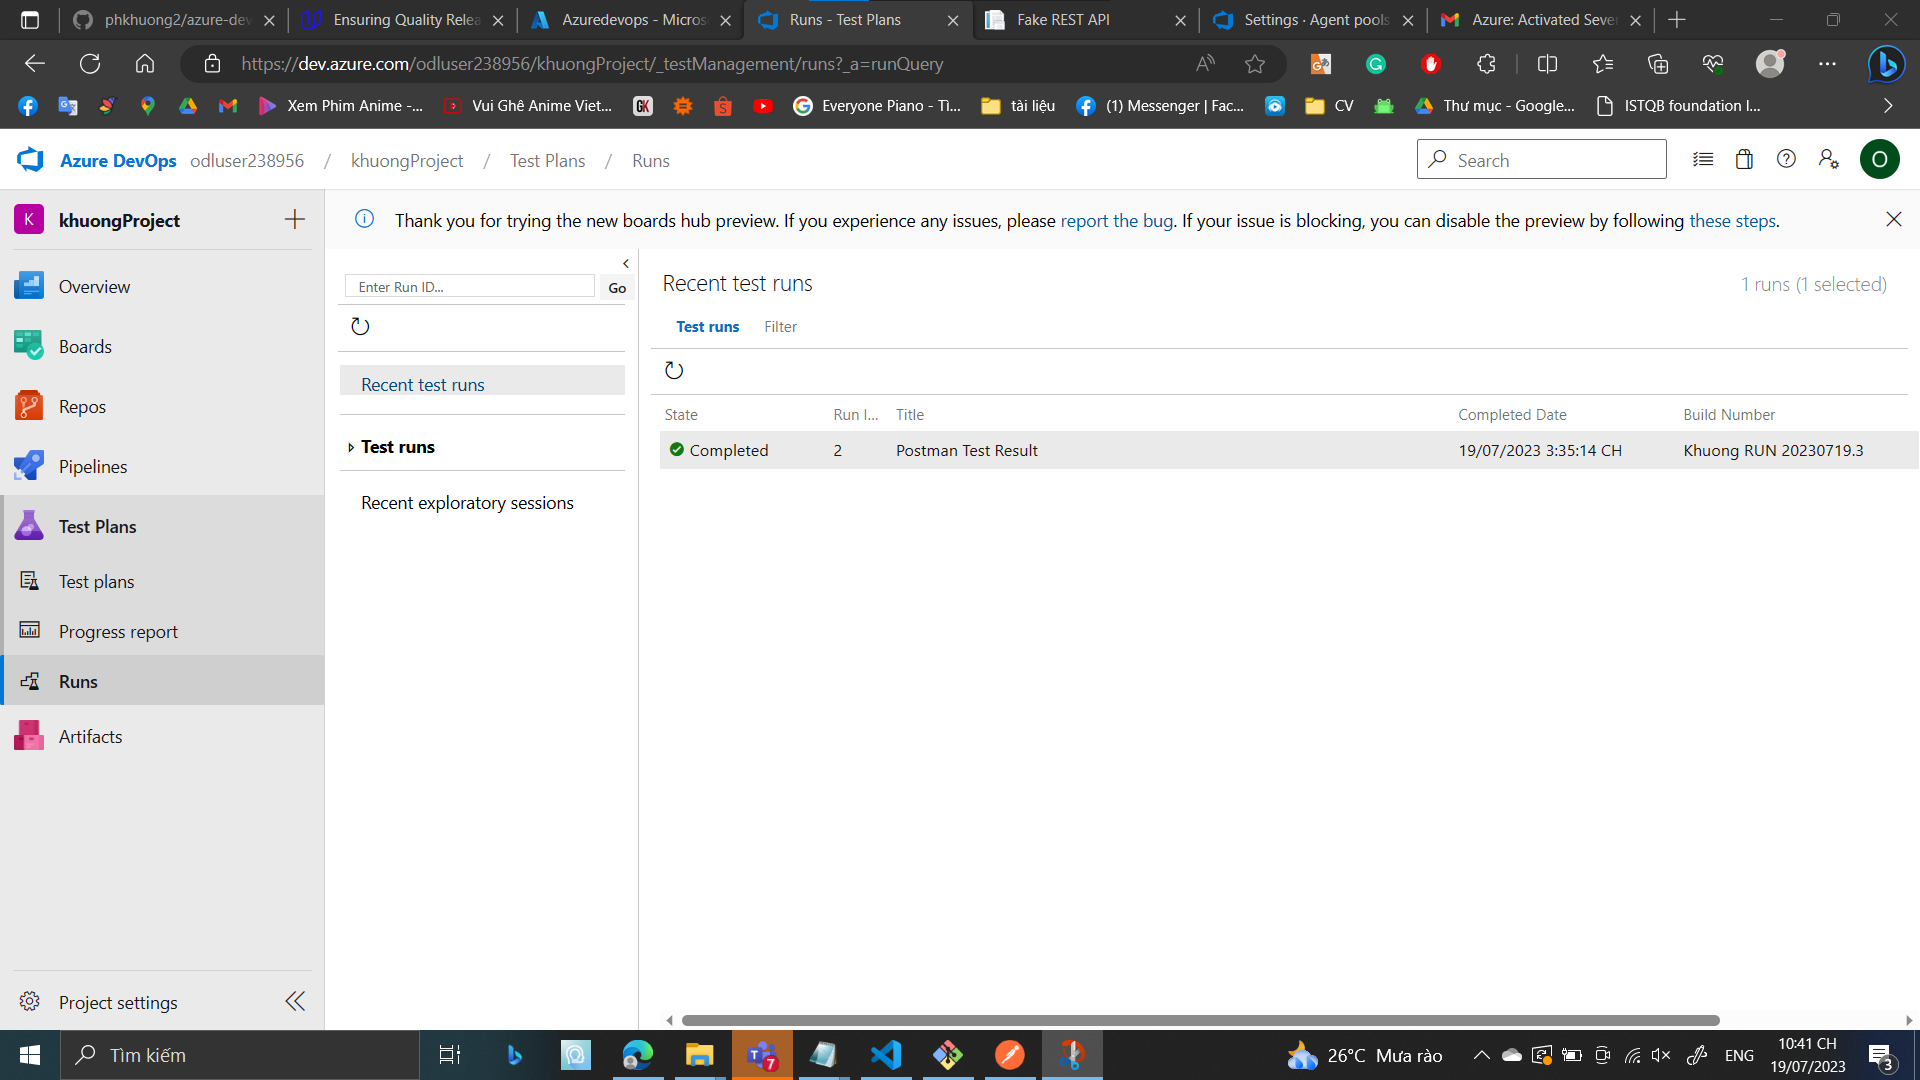 phkhuong2/azure-dev
Ensuring Quality Relea
Azuredevops - Micros
Runs - Test Plans
Fake REST API
Settings · Agent pools
Azure: Activated Sever
https://dev.azure.com/odluser238956/khuongProject/_testManagement/runs?_a=runQuery
Xem Phim Anime -...
Vui Ghê Anime Viet...
Everyone Piano - Tì...
tài liệu
(1) Messenger | Fac...
CV
Thư mục - Google...
ISTQB foundation l...
Azure DevOps odluser238956 / khuongProject / Test Plans / Runs
Search
O
K khuongProject
Thank you for trying the new boards hub preview. If you experience any issues, please report the bug. If your issue is blocking, you can disable the preview by following these steps.
Overview
Boards
Repos
Pipelines
Test Plans
Test plans
Progress report
Runs
Artifacts
Project settings
Enter Run ID...
Go
Recent test runs
Test runs
Recent exploratory sessions
Recent test runs
1 runs (1 selected)
Test runs Filter
State Run I... Title Completed Date Build Number
Completed 2 Postman Test Result 19/07/2023 3:35:14 CH Khuong RUN 20230719.3
Tìm kiếm
7
26°C Mưa rào
ENG
10:41 CH
19/07/2023
3